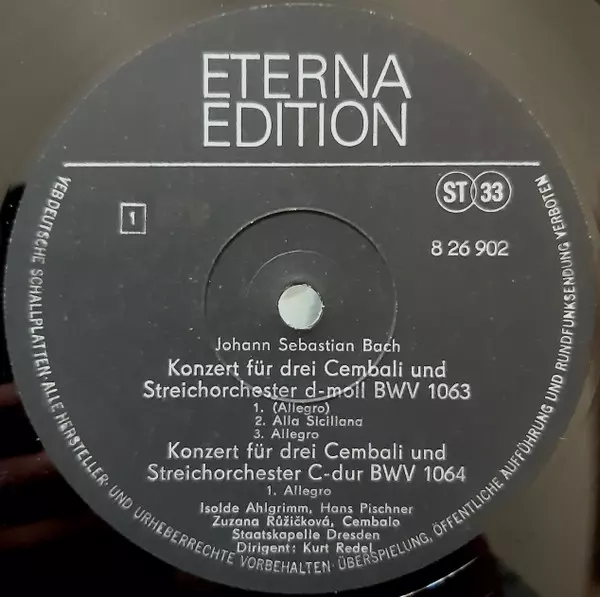 ETERNA
EDITION
ST 33
1
8 26 902
Johann Sebastian Bach
Konzert für drei Cembali und
Streichorchester d-moll BWV 1063
1. (Allegro)
2. Alla Siciliana
3. Allegro
Konzert für drei Cembali und
Streichorchester C-dur BWV 1064
1. Allegro
Isolde Ahlgrimm, Hans Pischner
Zuzana Růžičková, Cembalo
Staatskapelle Dresden
Dirigent: Kurt Redel
VEB DEUTSCHE SCHALLPLATTEN · ALLE HERSTELLER- UND URHEBERRECHTE VORBEHALTEN · ÜBERSPIELUNG, ÖFFENTLICHE AUFFÜHRUNG UND RUNDFUNKSENDUNG VERBOTEN